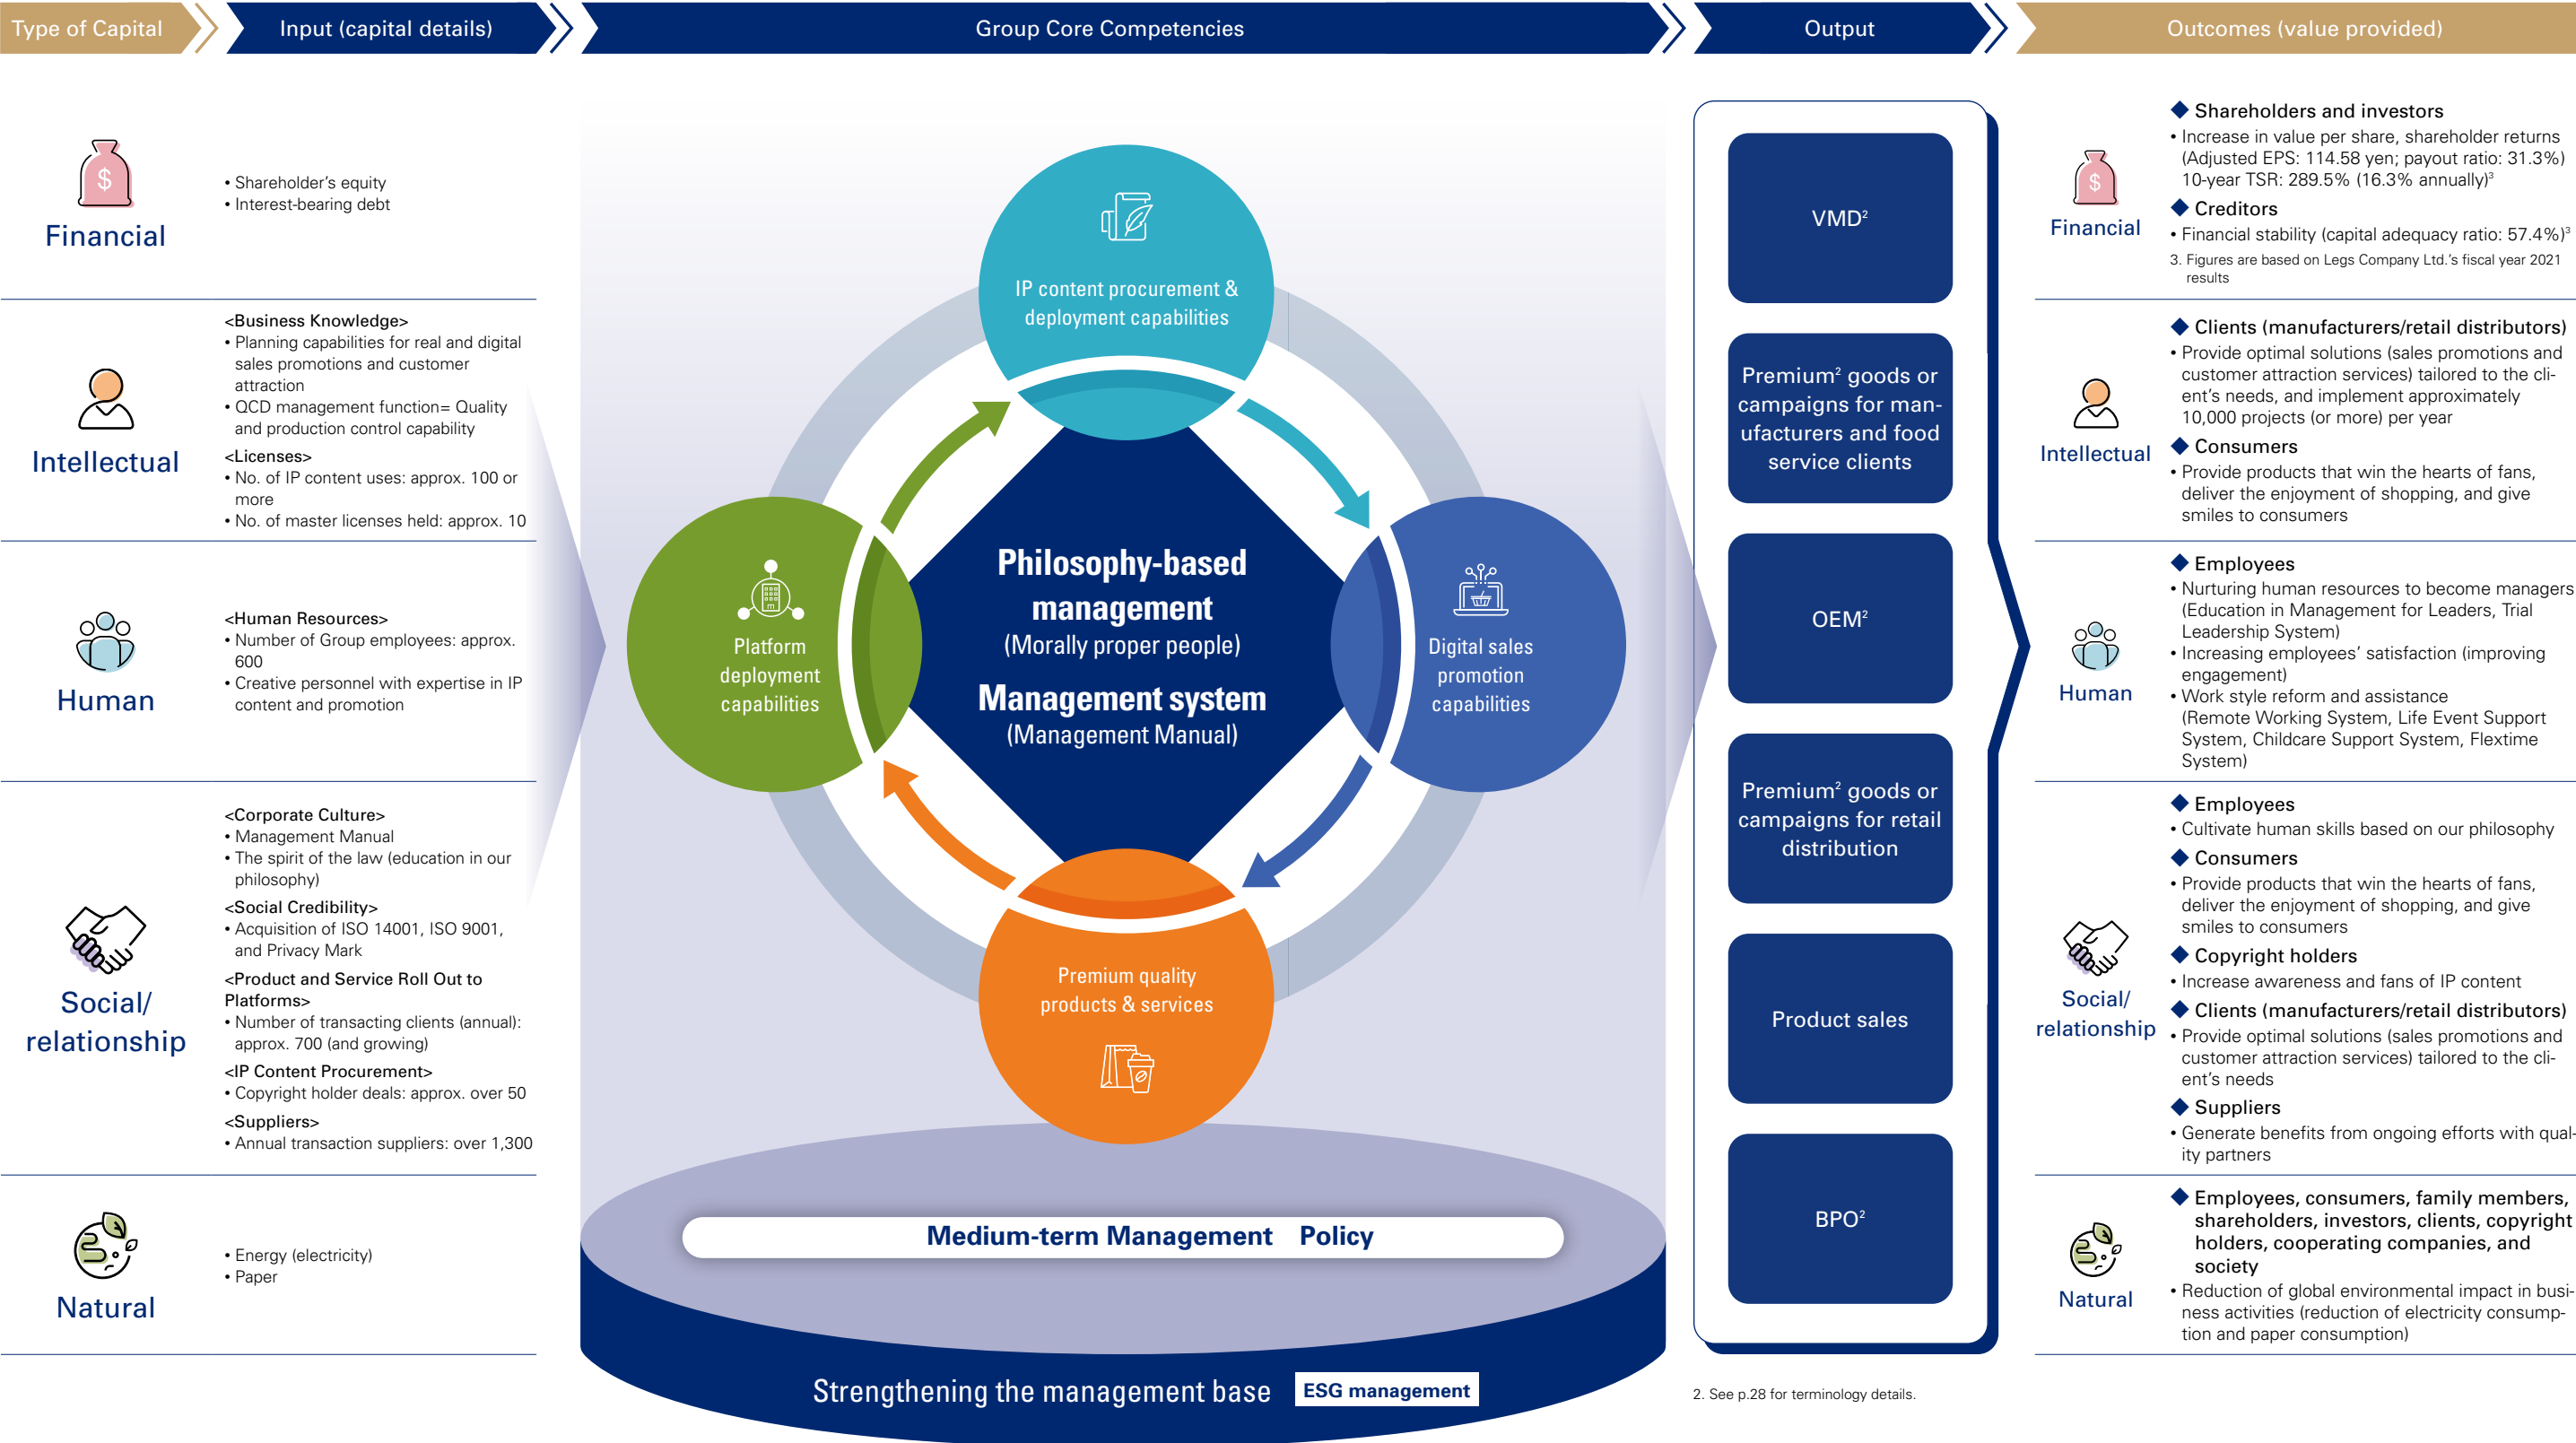 Type of Capital
Input (capital details)
Group Core Competencies
Output
Outcomes (value provided)
Financial
• Shareholder's equity
• Interest-bearing debt
Intellectual
<Business Knowledge>
• Planning capabilities for real and digital
sales promotions and customer
attraction
• QCD management function= Quality
and production control capability
<Licenses>
• No. of IP content uses: approx. 100 or
more
• No. of master licenses held: approx. 10
Human
<Human Resources>
• Number of Group employees: approx.
600
• Creative personnel with expertise in IP
content and promotion
Social/
relationship
<Corporate Culture>
• Management Manual
• The spirit of the law (education in our
philosophy)
<Social Credibility>
• Acquisition of ISO 14001, ISO 9001,
and Privacy Mark
<Product and Service Roll Out to
Platforms>
• Number of transacting clients (annual):
approx. 700 (and growing)
<IP Content Procurement>
• Copyright holder deals: approx. over 50
<Suppliers>
• Annual transaction suppliers: over 1,300
Natural
• Energy (electricity)
• Paper
IP content procurement &
deployment capabilities
Platform
deployment
capabilities
Philosophy-based
management
(Morally proper people)
Management system
(Management Manual)
Digital sales
promotion
capabilities
Premium quality
products & services
Medium-term Management Policy
Strengthening the management base
ESG management
VMD²
Premium² goods or
campaigns for man-
ufacturers and food
service clients
OEM²
Premium² goods or
campaigns for retail
distribution
Product sales
BPO²
2. See p.28 for terminology details.
Financial
◆ Shareholders and investors
• Increase in value per share, shareholder returns
(Adjusted EPS: 114.58 yen; payout ratio: 31.3%)
10-year TSR: 289.5% (16.3% annually)³
◆ Creditors
• Financial stability (capital adequacy ratio: 57.4%)³
3. Figures are based on Legs Company Ltd.'s fiscal year 2021
results
Intellectual
◆ Clients (manufacturers/retail distributors)
• Provide optimal solutions (sales promotions and
customer attraction services) tailored to the cli-
ent's needs, and implement approximately
10,000 projects (or more) per year
◆ Consumers
• Provide products that win the hearts of fans,
deliver the enjoyment of shopping, and give
smiles to consumers
Human
◆ Employees
• Nurturing human resources to become managers
(Education in Management for Leaders, Trial
Leadership System)
• Increasing employees' satisfaction (improving
engagement)
• Work style reform and assistance
(Remote Working System, Life Event Support
System, Childcare Support System, Flextime
System)
Social/
relationship
◆ Employees
• Cultivate human skills based on our philosophy
◆ Consumers
• Provide products that win the hearts of fans,
deliver the enjoyment of shopping, and give
smiles to consumers
◆ Copyright holders
• Increase awareness and fans of IP content
◆ Clients (manufacturers/retail distributors)
• Provide optimal solutions (sales promotions and
customer attraction services) tailored to the cli-
ent's needs
◆ Suppliers
• Generate benefits from ongoing efforts with qual-
ity partners
Natural
◆ Employees, consumers, family members,
shareholders, investors, clients, copyright
holders, cooperating companies, and
society
• Reduction of global environmental impact in busi-
ness activities (reduction of electricity consump-
tion and paper consumption)